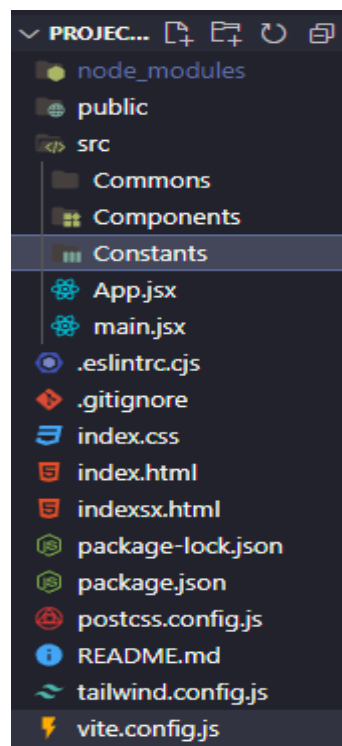 PROJEC...
node_modules
public
src
Commons
Components
Constants
App.jsx
main.jsx
.eslintrc.cjs
.gitignore
index.css
index.html
indexsx.html
package-lock.json
package.json
postcss.config.js
README.md
tailwind.config.js
vite.config.js